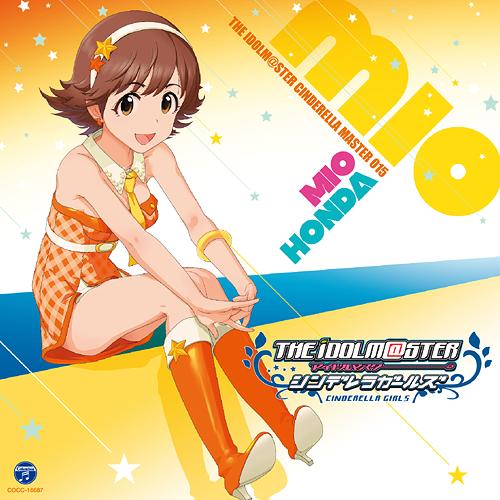 mio
THE IDOLM@STER CINDERELLA MASTER 015
MIO
HONDA
THE iDOLM@STER
アイドルマスター
シンデレラガールズ
CINDERELLA GIRLS
Columbia
COCC-16687